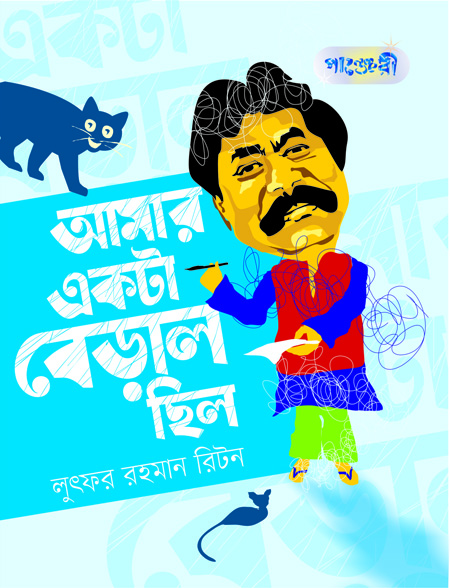 পাঞ্জেরী
আমার
একটা
বেড়াল
ছিল
লুৎফর রহমান রিটন